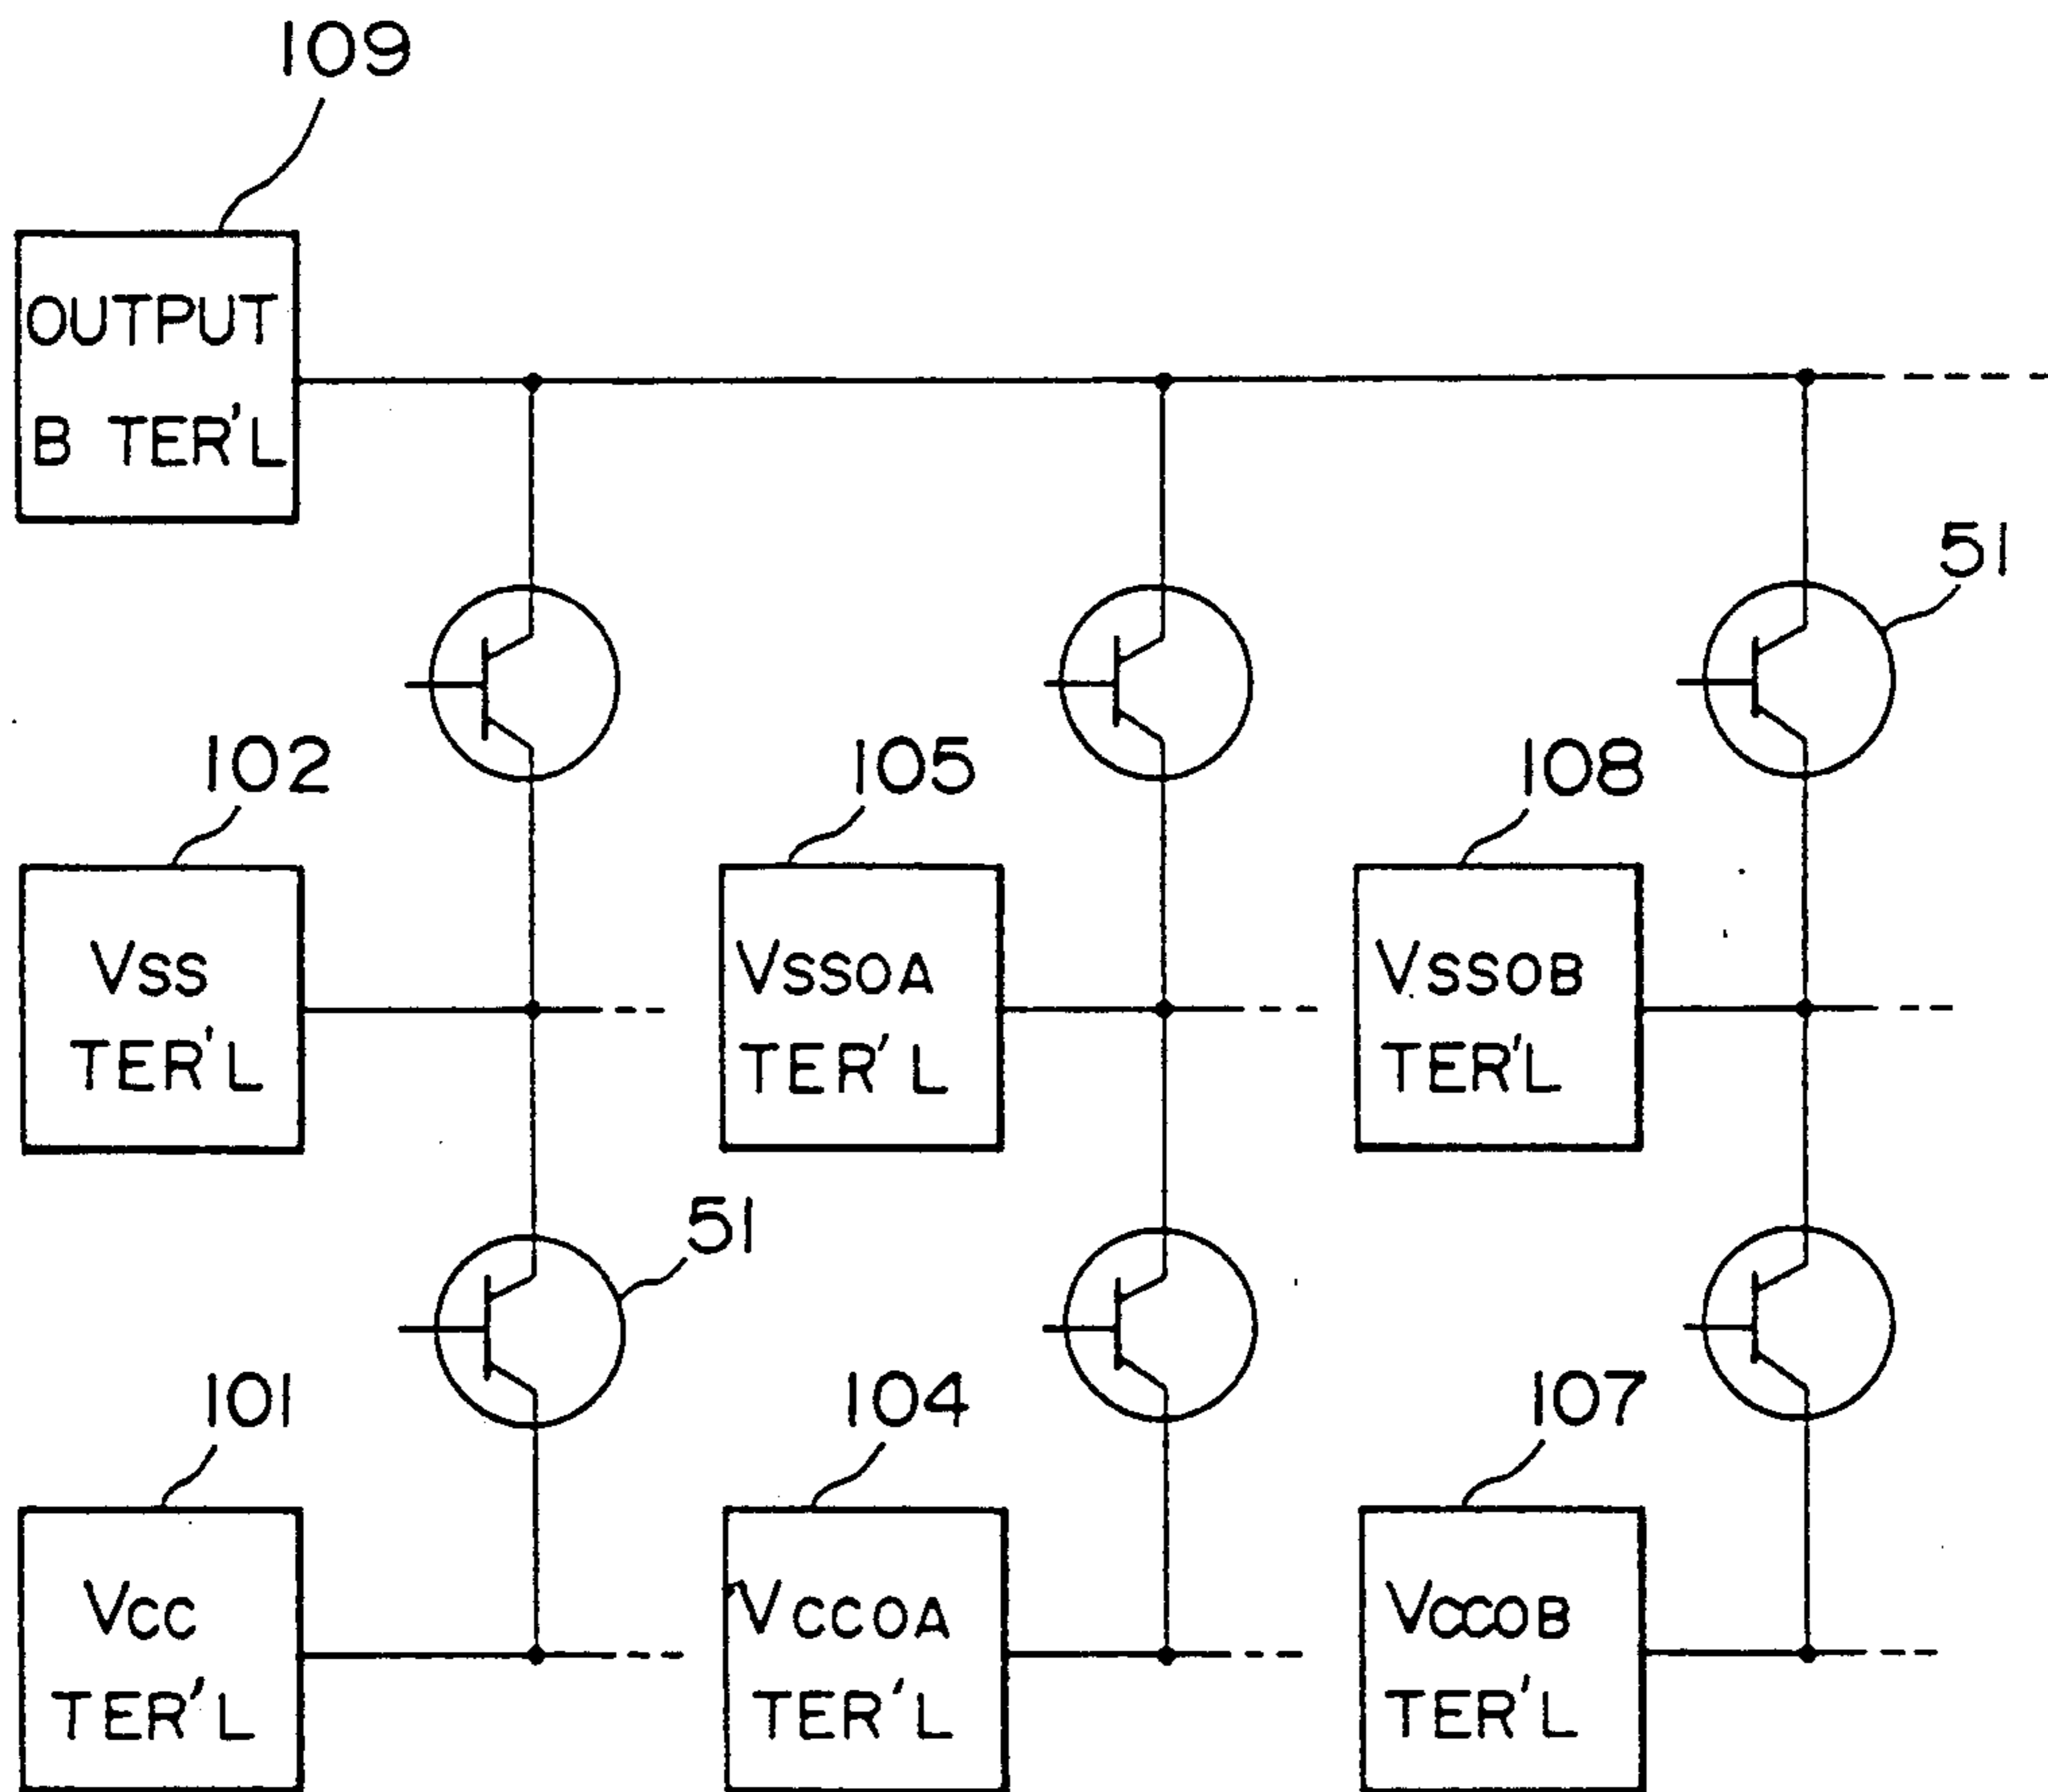 109
OUTPUT
B TER'L
51
102
105
108
VSS
TER'L
VSSOA
TER'L
VSSOB
TER'L
51
101
104
107
VCC
TER'L
VCCOA
TER'L
VCCOB
TER'L